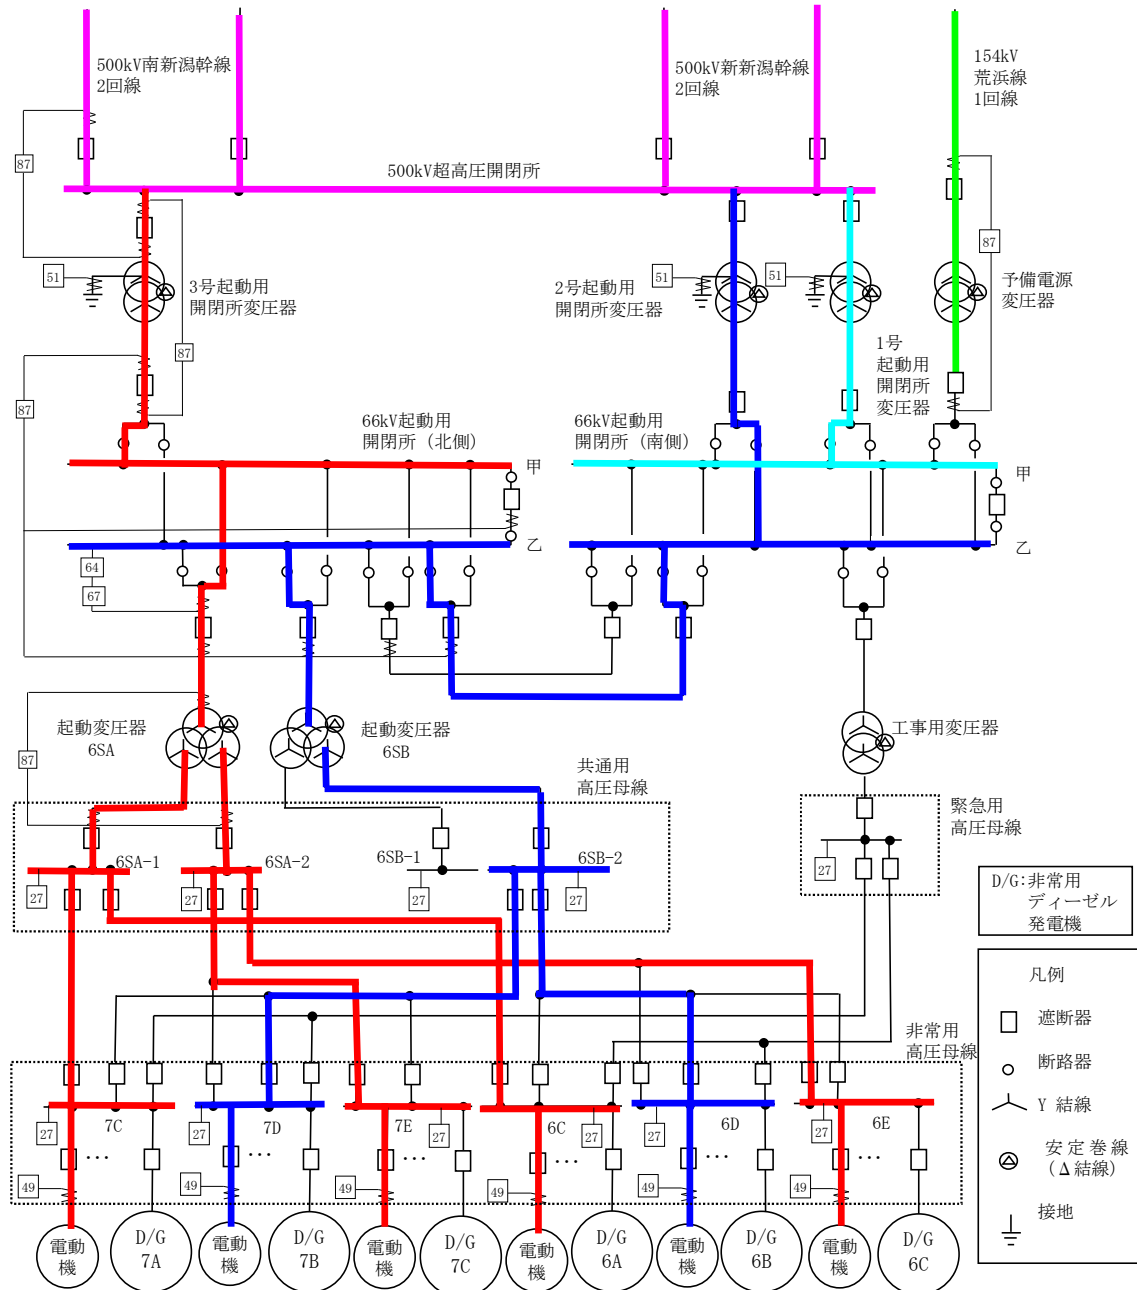 500kV南新潟幹線
2回線
500kV新新潟幹線
2回線
154kV
荒浜線
1回線
87
500kV超高圧開閉所
87
51
3号起動用
開閉所変圧器
51
2号起動用
開閉所変圧器
51
予備電源
変圧器
87
87
1号
起動用
開閉所
変圧器
66kV起動用
開閉所（北側）
66kV起動用
開閉所（南側）
甲
甲
乙
乙
64
67
起動変圧器
6SA
起動変圧器
6SB
工事用変圧器
87
共通用
高圧母線
緊急用
高圧母線
6SA-1
6SA-2
6SB-1
6SB-2
27
27
27
27
27
D/G:非常用
ディーゼル
発電機
凡例
遮断器
断路器
Y 結線
安定巻線
(Δ結線)
接地
非常用
高圧母線
7C
7D
7E
6C
6D
6E
27
27
27
27
27
27
…
…
…
…
…
…
49
49
49
49
49
49
電動
機
D/G
7A
電動
機
D/G
7B
電動
機
D/G
7C
電動
機
D/G
6A
電動
機
D/G
6B
電動
機
D/G
6C